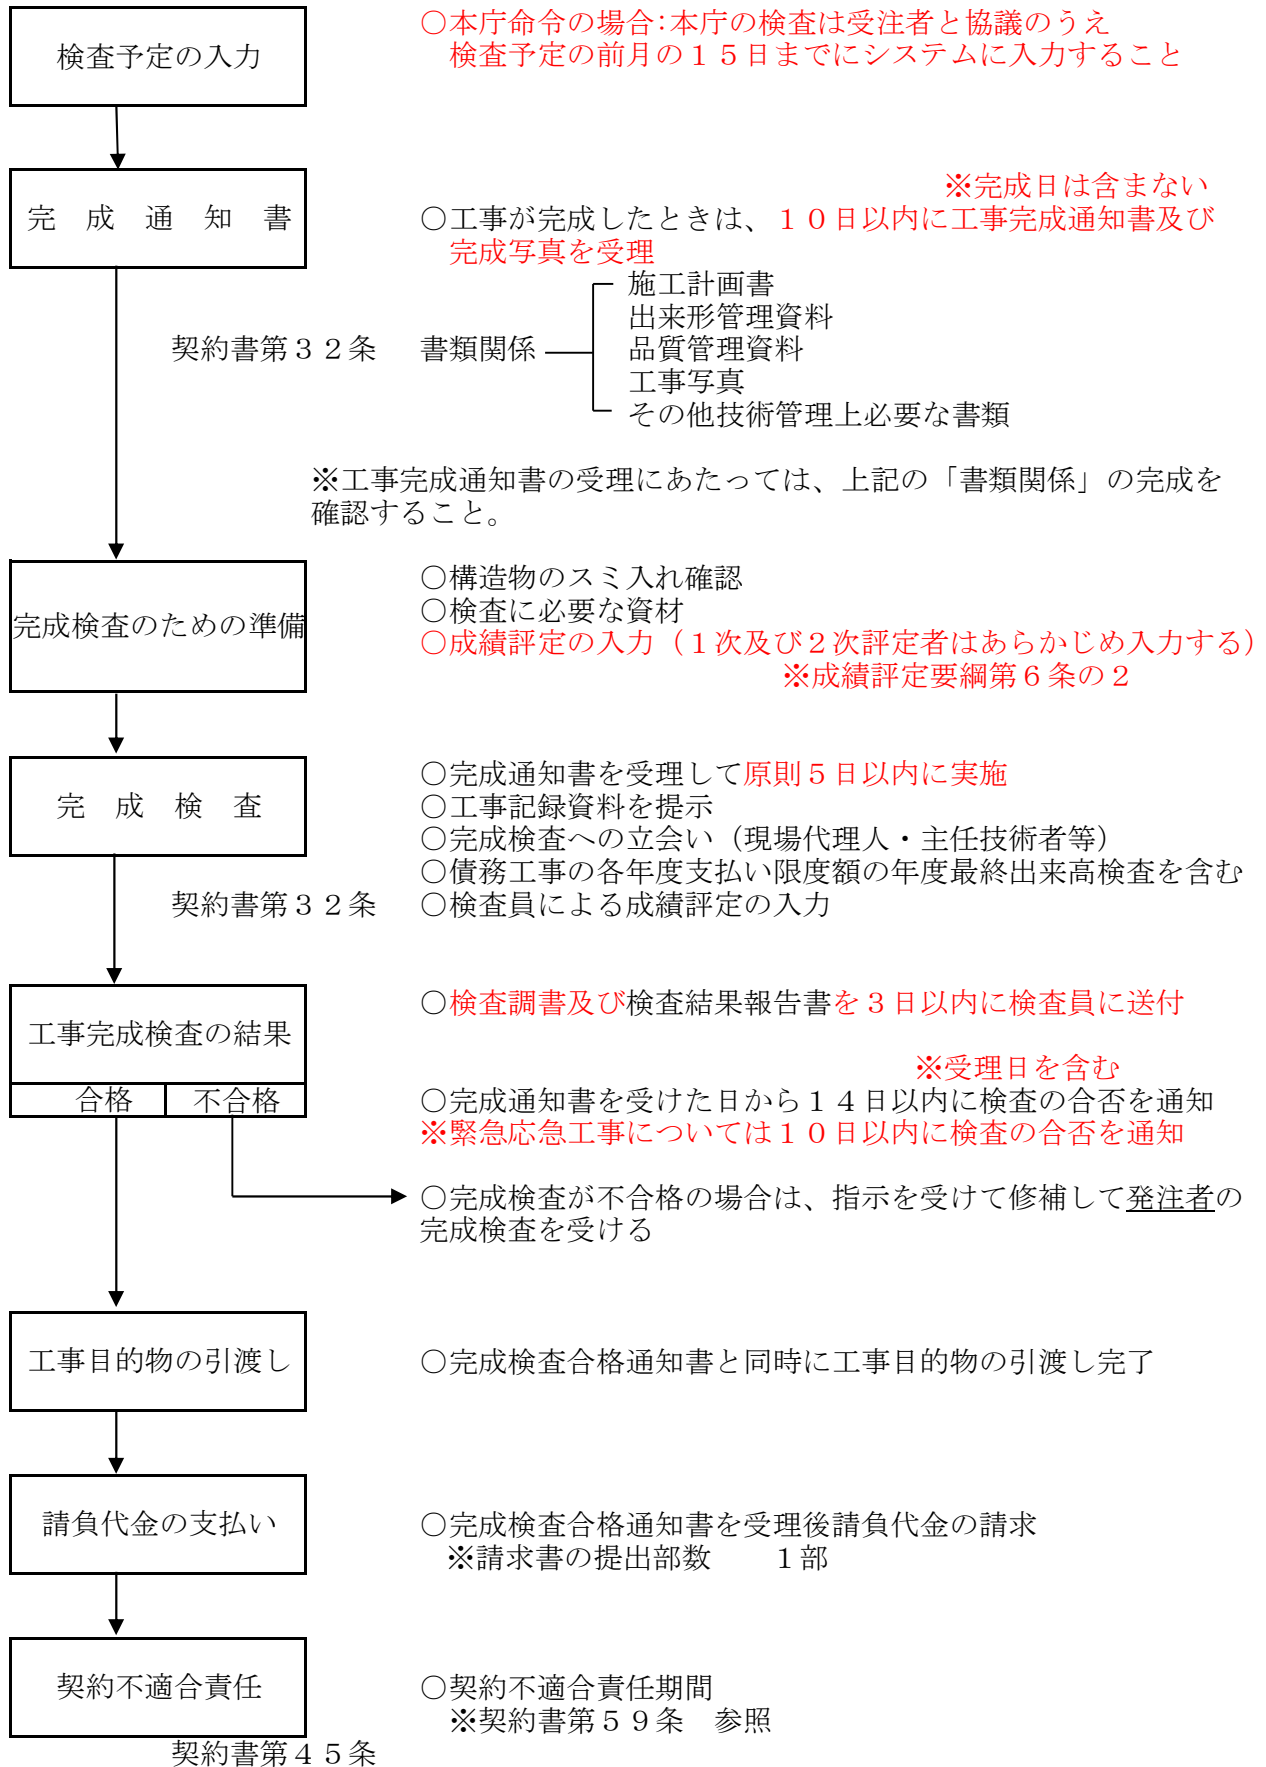 検査予定の入力
○本庁命令の場合：本庁の検査は受注者と協議のうえ
検査予定の前月の１５日までにシステムに入力すること
※完成日は含まない
完　成　通　知　書
○工事が完成したときは、１０日以内に工事完成通知書及び
完成写真を受理
施工計画書
出来形管理資料
契約書第３２条　書類関係　品質管理資料
工事写真
その他技術管理上必要な書類
※工事完成通知書の受理にあたっては、上記の「書類関係」の完成を
確認すること。
完成検査のための準備
○構造物のスミ入れ確認
○検査に必要な資材
○成績評定の入力（１次及び２次評定者はあらかじめ入力する）
※成績評定要綱第６条の２
完　成　検　査
○完成通知書を受理して原則５日以内に実施
○工事記録資料を提示
○完成検査への立会い（現場代理人・主任技術者等）
○債務工事の各年度支払い限度額の年度最終出来高検査を含む
契約書第３２条　○検査員による成績評定の入力
工事完成検査の結果
○検査調書及び検査結果報告書を３日以内に検査員に送付
※受理日を含む
合格　不合格
○完成通知書を受けた日から１４日以内に検査の合否を通知
※緊急応急工事については１０日以内に検査の合否を通知
○完成検査が不合格の場合は、指示を受けて修補して発注者の
完成検査を受ける
工事目的物の引渡し
○完成検査合格通知書と同時に工事目的物の引渡し完了
請負代金の支払い
○完成検査合格通知書を受理後請負代金の請求
※請求書の提出部数　　１部
契約不適合責任
○契約不適合責任期間
※契約書第５９条　参照
契約書第４５条